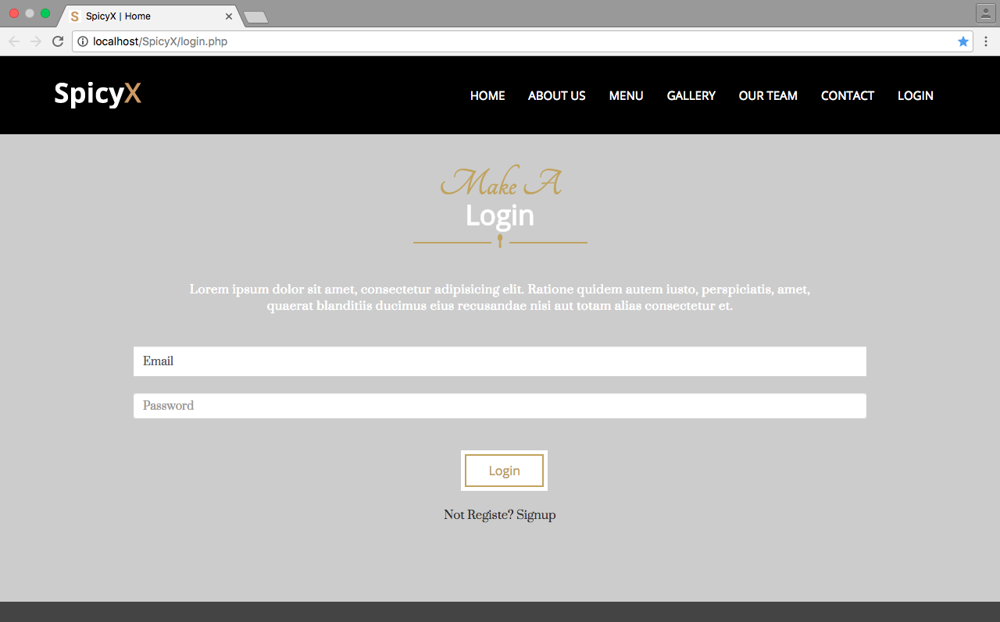 SpicyX | Home
localhost/SpicyX/login.php
SpicyX
HOME ABOUT US MENU GALLERY OUR TEAM CONTACT LOGIN
Make A
Login
Lorem ipsum dolor sit amet, consectetur adipisicing elit. Ratione quidem autem iusto, perspiciatis, amet,
quaerat blanditiis ducimus eius recusandae nisi aut totam alias consectetur et.
Email
Password
Login
Not Registe? Signup